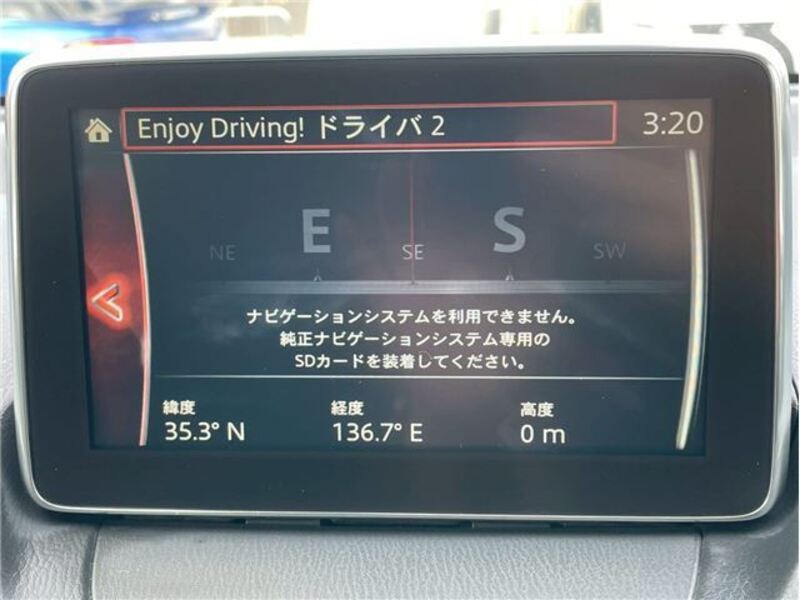 Enjoy Driving! ドライバ 2
3:20
NE E SE S SW
ナビゲーションシステムを利用できません。
純正ナビゲーションシステム専用の
SDカードを装着してください。
緯度 経度 高度
35.3° N 136.7° E 0 m